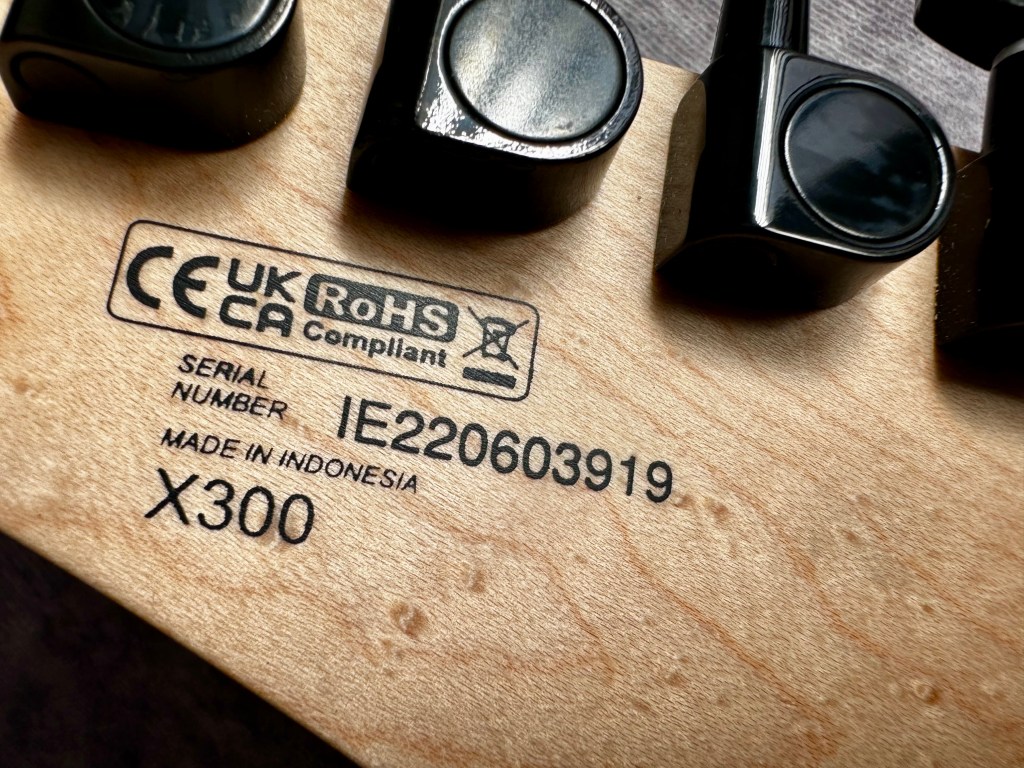 CE UK
CA RoHS
Compliant
SERIAL
NUMBER IE220603919
MADE IN INDONESIA
X300